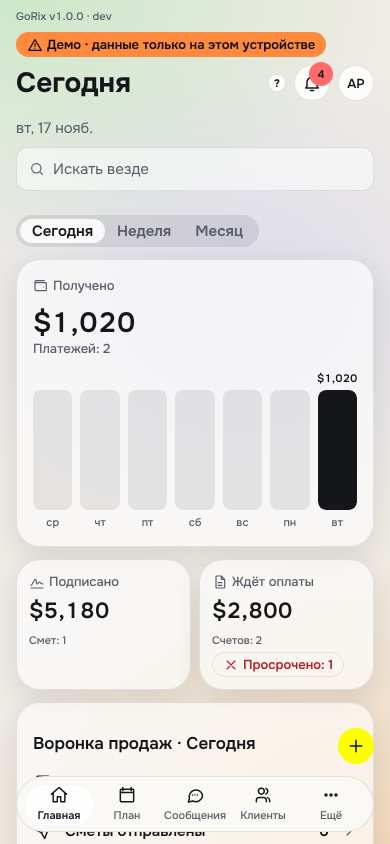 GoRix v1.0.0 · dev
Демо · данные только на этом устройстве
Сегодня
?
4
AP
вт, 17 нояб.
Искать везде
Сегодня Неделя Месяц
Получено
$1,020
Платежей: 2
$1,020
ср чт пт сб вс пн вт
Подписано
$5,180
Смет: 1
Ждёт оплаты
$2,800
Счетов: 2
Просрочено: 1
Воронка продаж · Сегодня
Главная План Сообщения Клиенты Ещё
Сметы отправлены